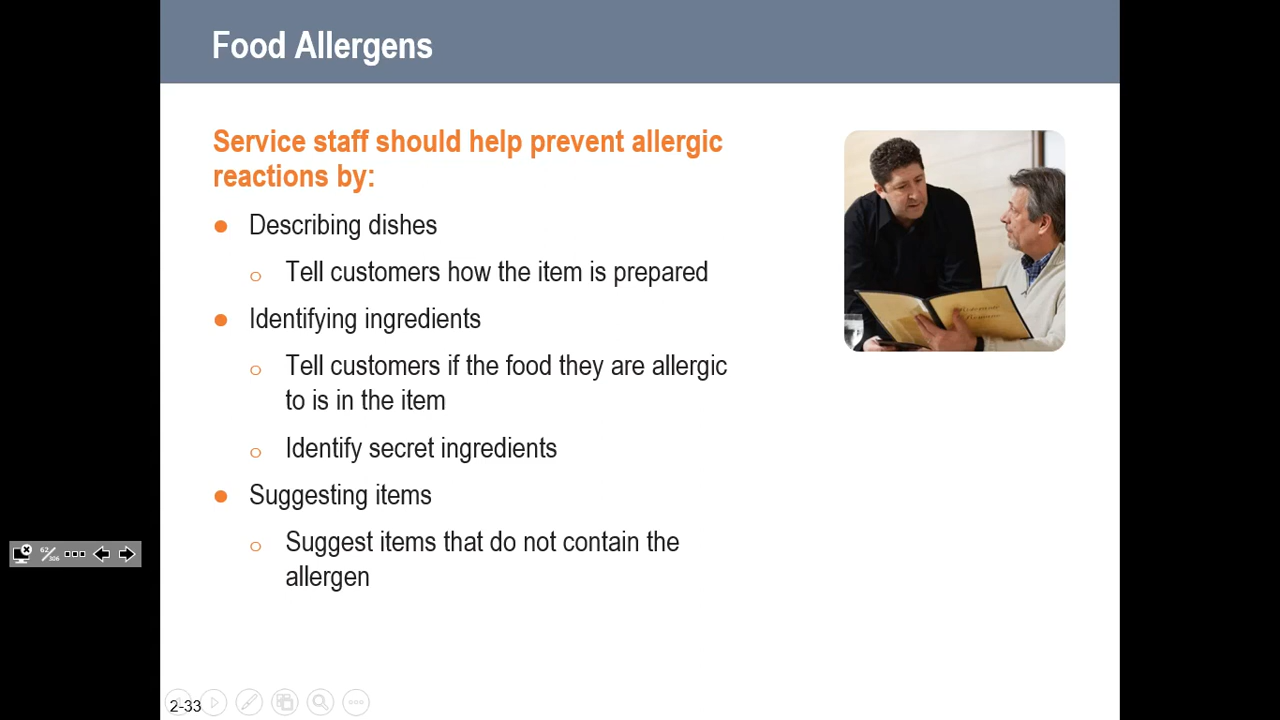 Food Allergens
Service staff should help prevent allergic
reactions by:
Describing dishes
Tell customers how the item is prepared
Identifying ingredients
Tell customers if the food they are allergic
to is in the item
Identify secret ingredients
Suggesting items
Suggest items that do not contain the
allergen
62/306
2-33